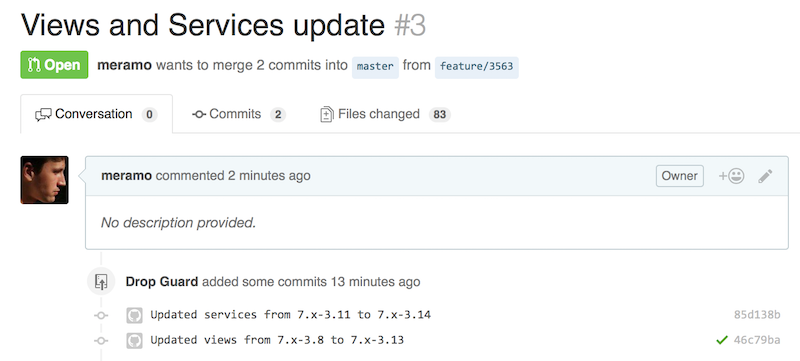 Views and Services update #3
Open meramo wants to merge 2 commits into master from feature/3563
Conversation 0 Commits 2 Files changed 83
meramo commented 2 minutes ago Owner
No description provided.
Drop Guard added some commits 13 minutes ago
Updated services from 7.x-3.11 to 7.x-3.14 85d138b
Updated views from 7.x-3.8 to 7.x-3.13 46c79ba